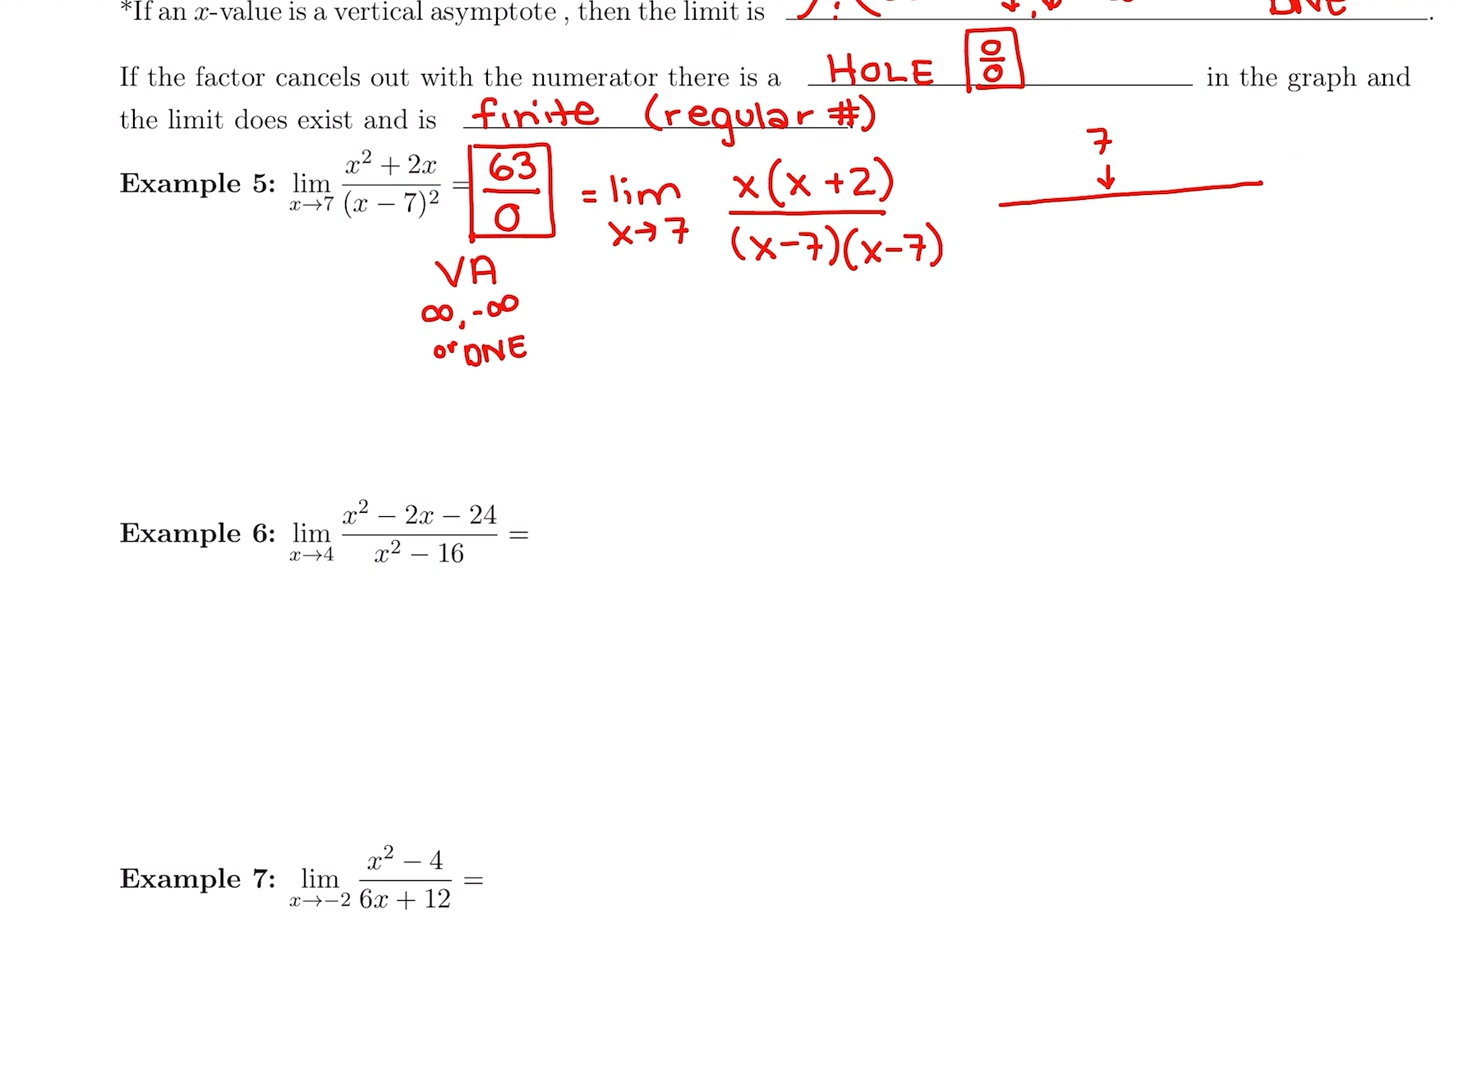 *If an x-value is a vertical asymptote , then the limit is DNE .
If the factor cancels out with the numerator there is a HOLE 0/0 in the graph and
the limit does exist and is finite (regular #)
Example 5: lim x→7 (x² + 2x)/(x − 7)² = 63/0 = lim x→7 x(x+2)/((x-7)(x-7))
7
↓
VA
∞, -∞
or DNE
Example 6: lim x→4 (x² − 2x − 24)/(x² − 16) =
Example 7: lim x→−2 (x² − 4)/(6x + 12) =